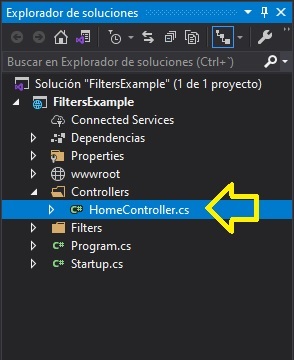 Explorador de soluciones
Buscar en Explorador de soluciones (Ctrl+¨)
Solución "FiltersExample" (1 de 1 proyecto)
FiltersExample
Connected Services
Dependencias
Properties
wwwroot
Controllers
C# HomeController.cs
Filters
C# Program.cs
C# Startup.cs